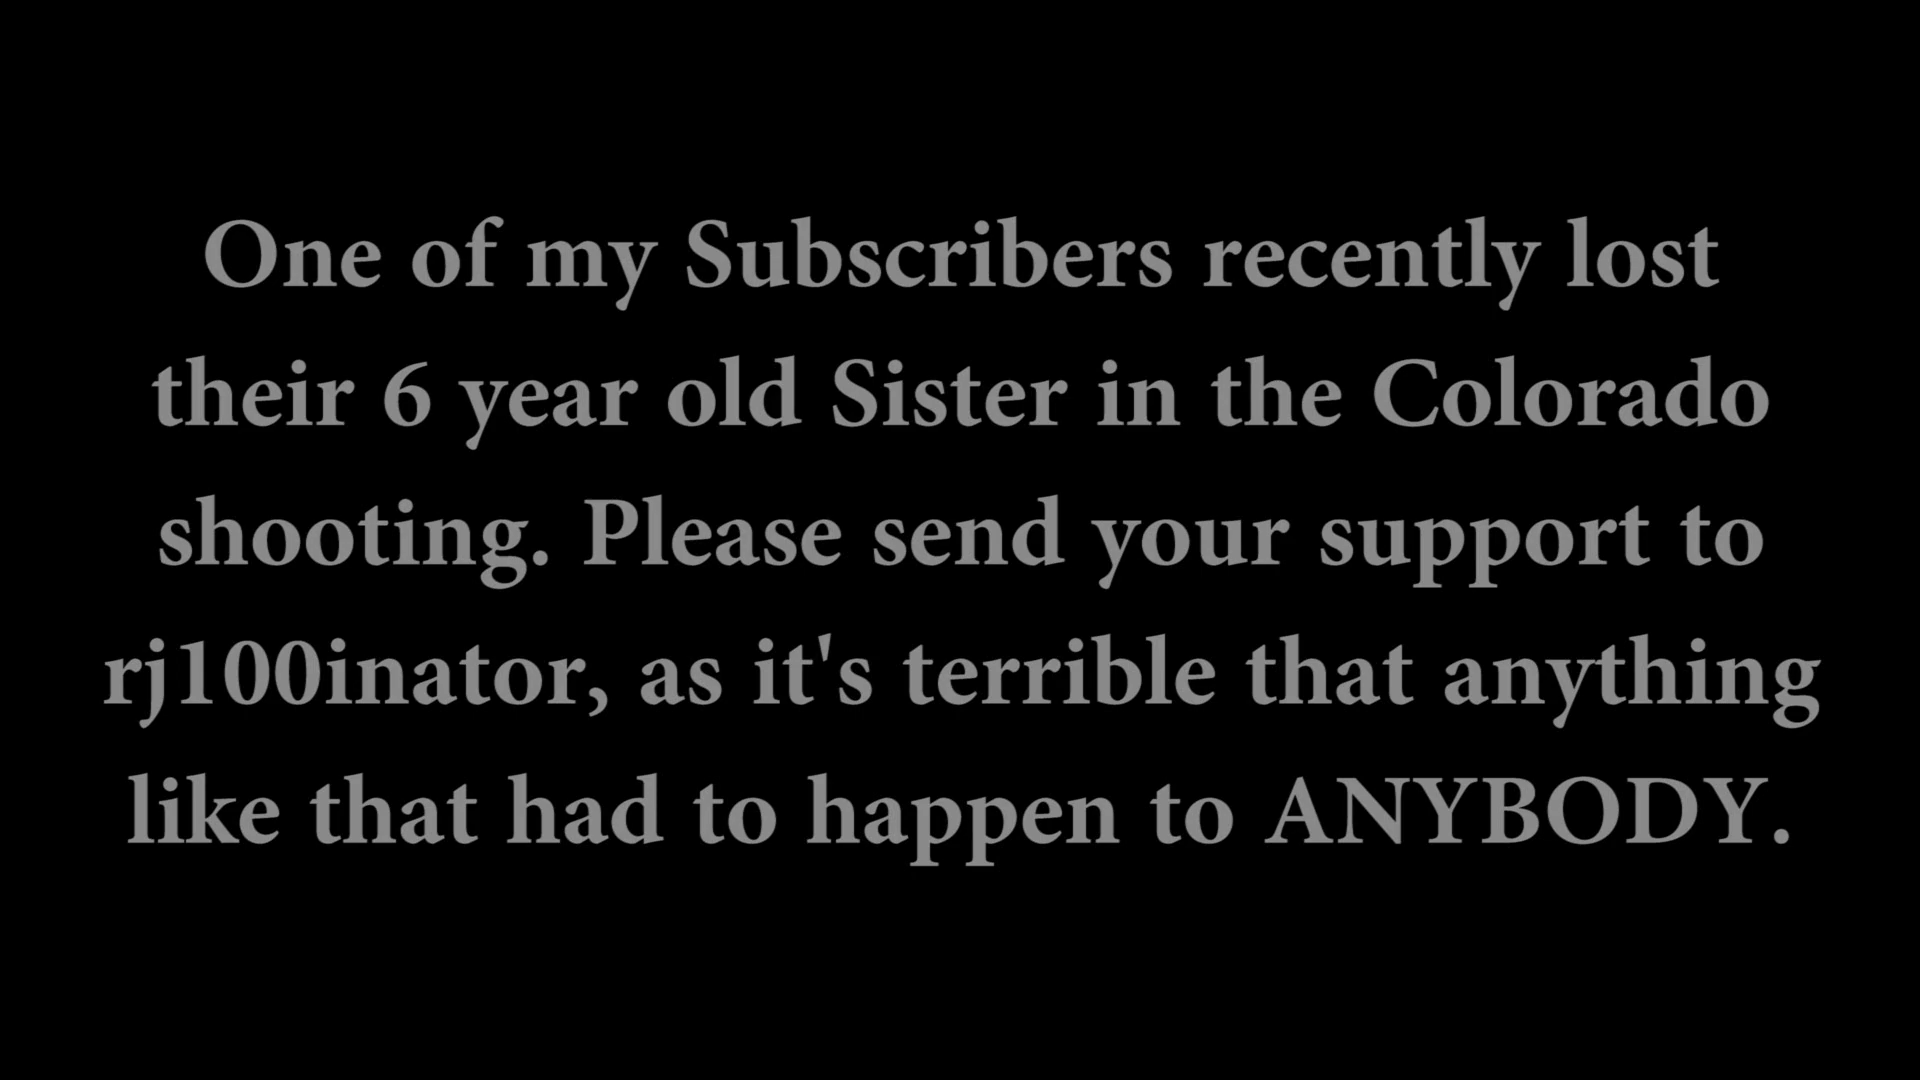 One of my Subscribers recently lost
their 6 year old Sister in the Colorado
shooting. Please send your support to
rj100inator, as it's terrible that anything
like that had to happen to ANYBODY.